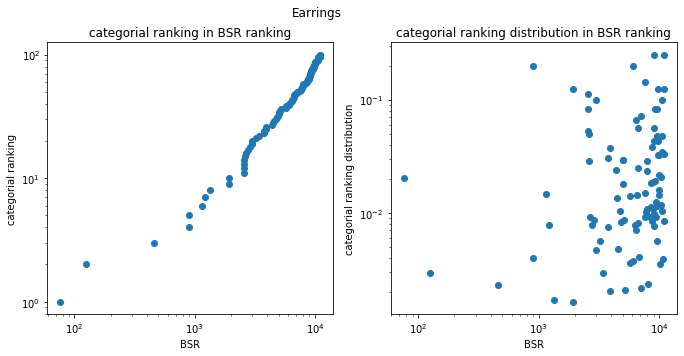 Earrings
categorial ranking in BSR ranking
categorial ranking distribution in BSR ranking
categorial ranking
10²
10¹
10⁰
10² 10³ 10⁴
BSR
categorial ranking distribution
10⁻¹
10⁻²
10² 10³ 10⁴
BSR